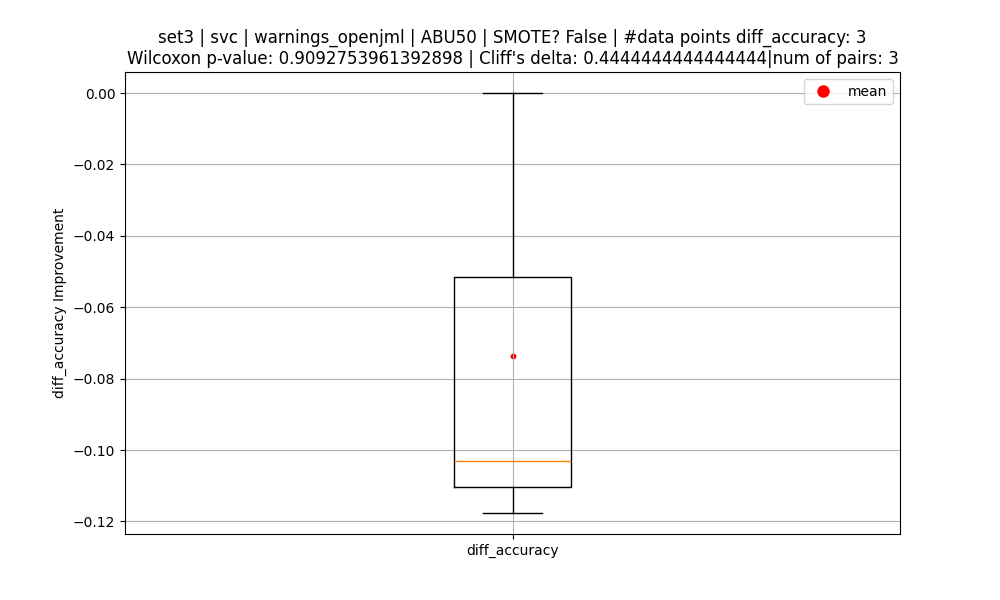 set3 | svc | warnings_openjml | ABU50 | SMOTE? False | #data points diff_accuracy: 3
Wilcoxon p-value: 0.9092753961392898 | Cliff's delta: 0.4444444444444444|num of pairs: 3
mean
0.00
−0.02
−0.04
−0.06
−0.08
−0.10
−0.12
diff_accuracy Improvement
diff_accuracy